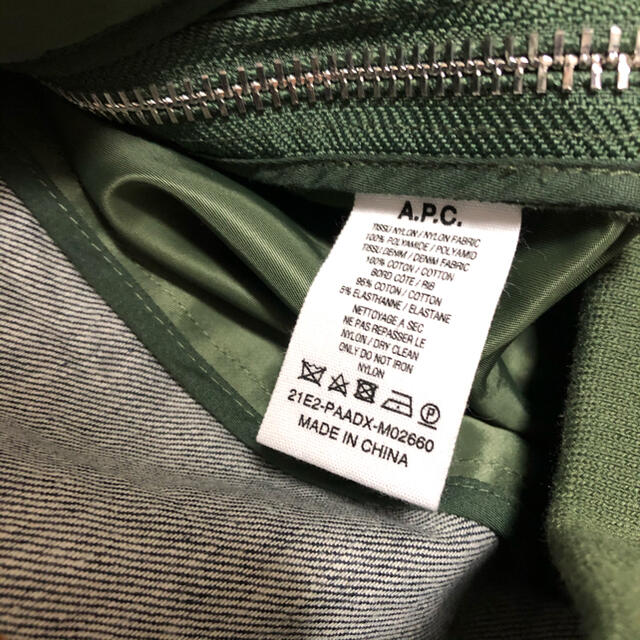 A.P.C.
TISSU NYLON / NYLON FABRIC
100% POLYAMIDE / POLYAMID
TISSU DENIM / DENIM FABRIC
100% COTON / COTTON
BORD COTE / RIB
95% COTON / COTTON
5% ELASTHANNE / ELASTANE
NETTOYAGE A SEC
NE PAS REPASSER LE
NYLON / DRY CLEAN
ONLY DO NOT IRON
NYLON
P
21E2-PAADX-M02660
MADE IN CHINA